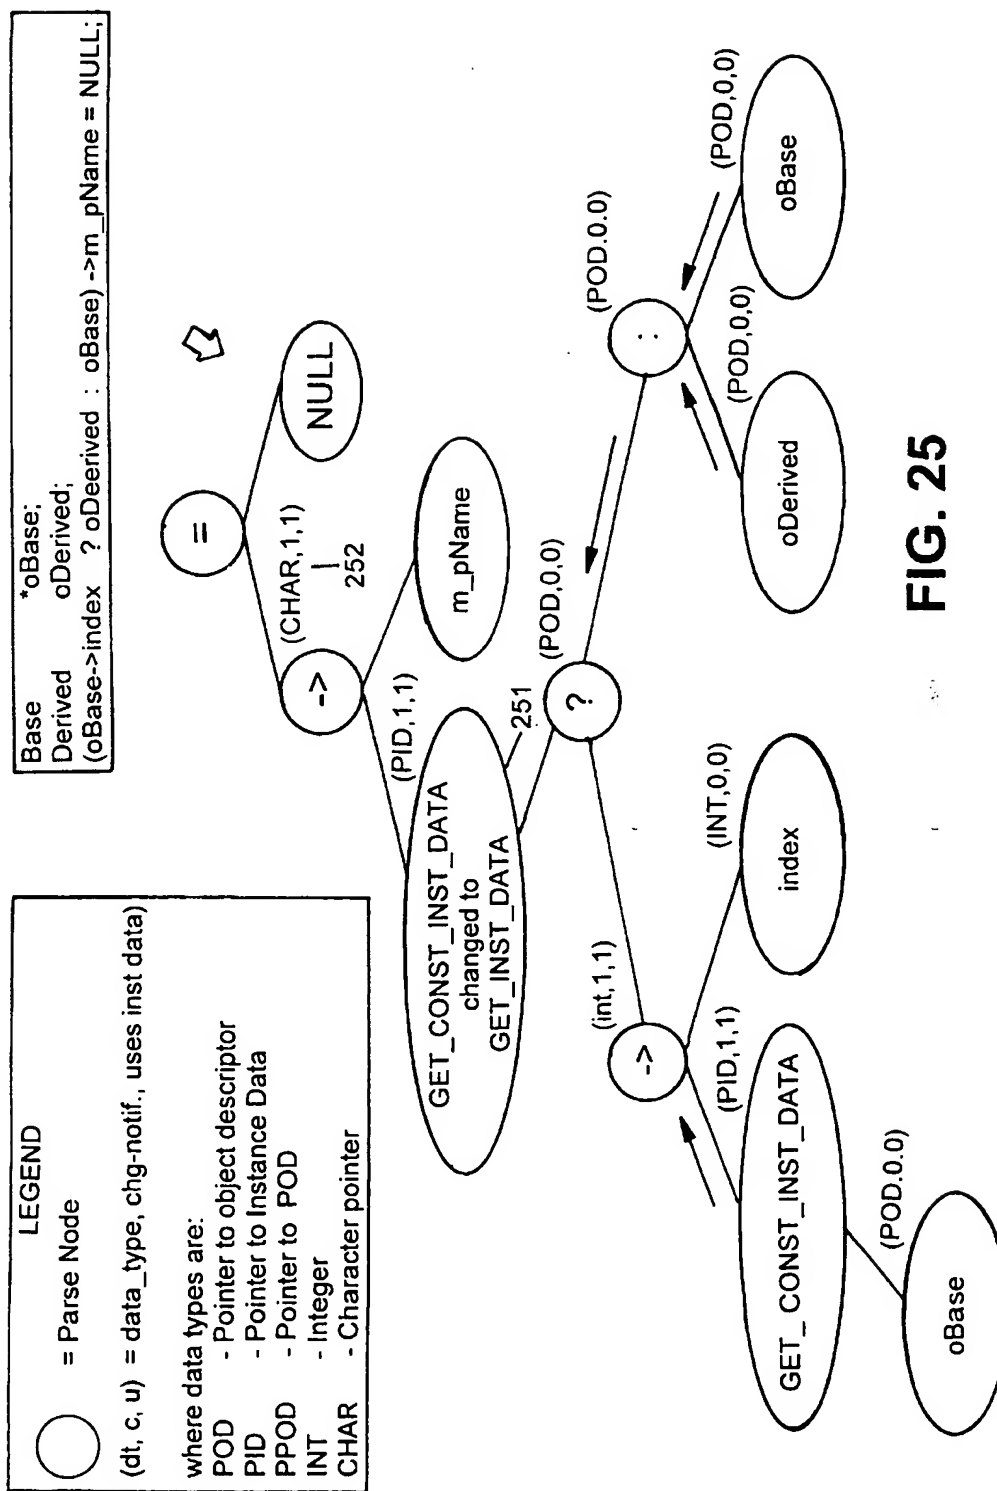 LEGEND
= Parse Node
(dt, c, u) = data_type, chg-notif., uses inst data)
where data types are:
POD - Pointer to object descriptor
PID - Pointer to Instance Data
PPOD - Pointer to POD
INT - Integer
CHAR - Character pointer
Base *oBase;
Derived oDerived;
(oBase->index ? oDeerived : oBase) ->m_pName = NULL;
=
NULL
(CHAR,1,1)
252
->
m_pName
(PID,1,1)
GET_CONST_INST_DATA
changed to
GET_INST_DATA
251
(POD,0,0)
?
(POD.0.0)
:
(int,1,1)
->
(POD,0,0)
(POD,0,0)
(PID,1,1)
(INT,0,0)
GET_ CONST_INST_DATA
index
oDerived
oBase
(POD.0.0)
oBase
FIG. 25